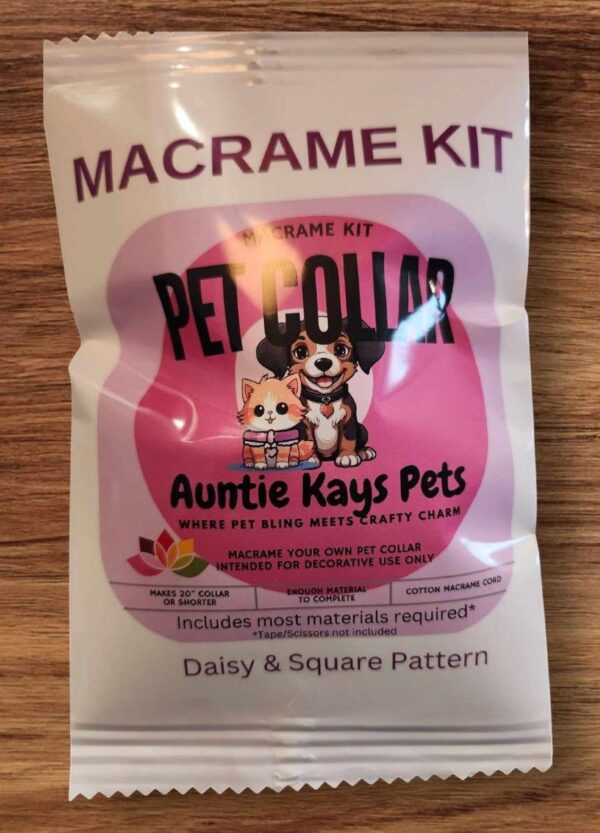 MACRAME KIT
MACRAME KIT
PET COLLAR
Auntie Kays Pets
WHERE PET BLING MEETS CRAFTY CHARM
MACRAME YOUR OWN PET COLLAR
INTENDED FOR DECORATIVE USE ONLY
MAKES 20" COLLAR
OR SHORTER
ENOUGH MATERIAL
TO COMPLETE
COTTON MACRAME CORD
Includes most materials required*
*Tape/Scissors not included
Daisy & Square Pattern